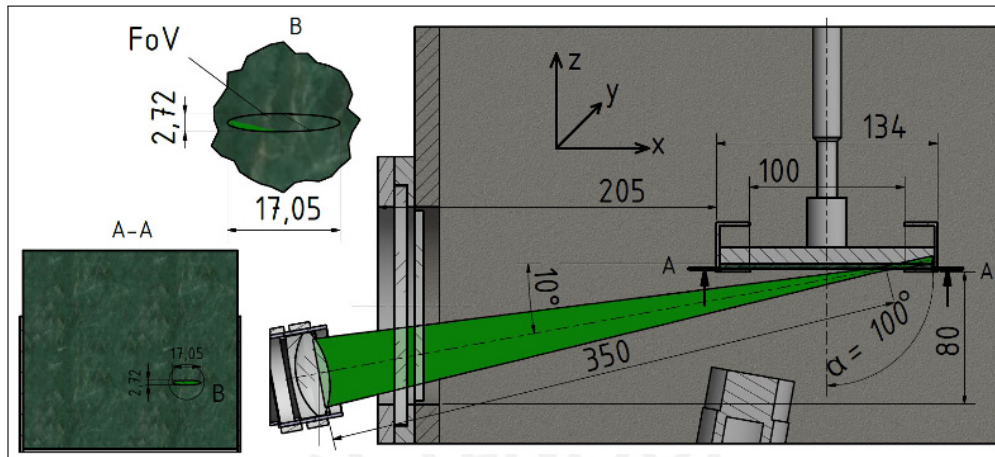 FoV
B
2,72
17,05
A-A
17,05
2,72
B
z
y
x
134
100
205
A
A
10°
350
α = 100°
80